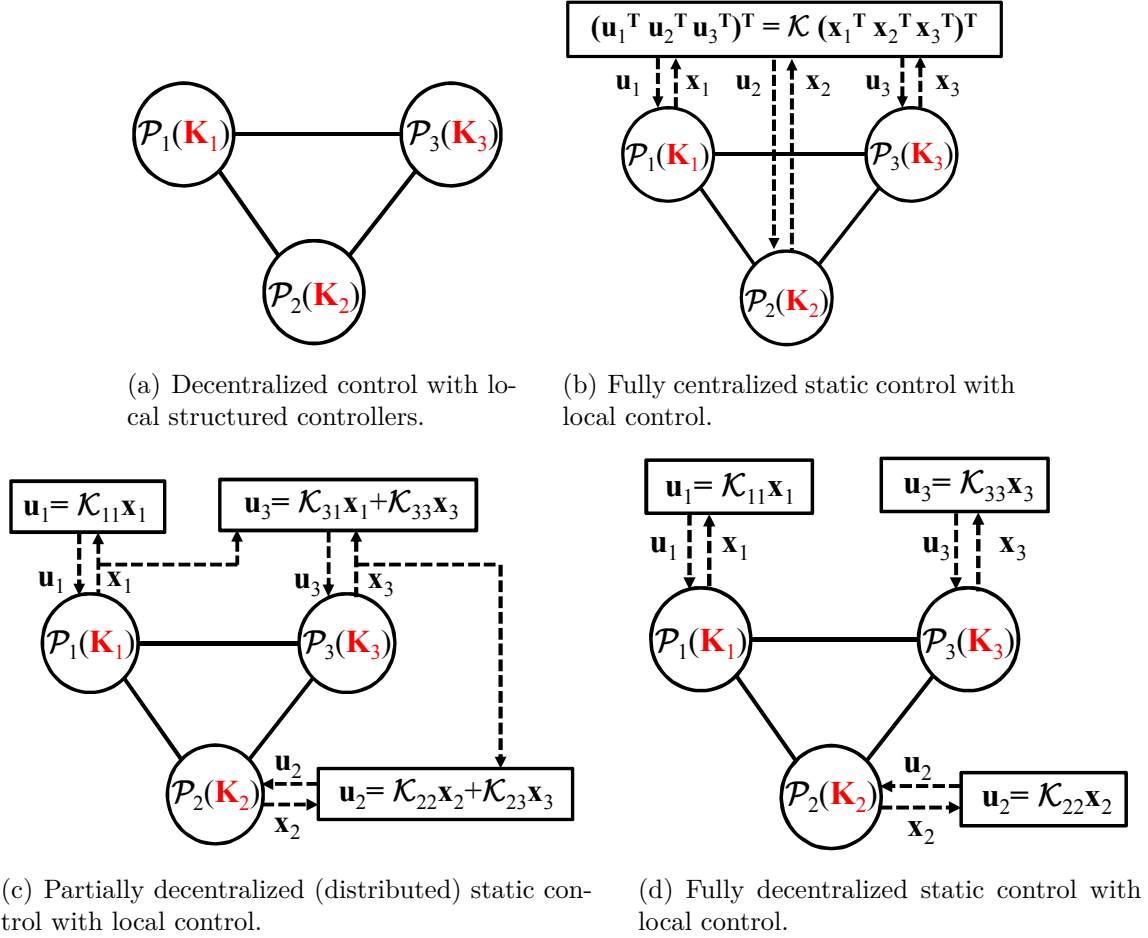 (u₁ᵀ u₂ᵀ u₃ᵀ)ᵀ = 𝒦 (x₁ᵀ x₂ᵀ x₃ᵀ)ᵀ
u₁ x₁ u₂ x₂ u₃ x₃
𝒫₁(K₁) 𝒫₃(K₃)
𝒫₂(K₂)
𝒫₁(K₁) 𝒫₃(K₃)
𝒫₂(K₂)
(a) Decentralized control with lo-
cal structured controllers.
(b) Fully centralized static control with
local control.
u₁= 𝒦₁₁x₁
u₃= 𝒦₃₁x₁+𝒦₃₃x₃
u₁ x₁ u₃ x₃
𝒫₁(K₁) 𝒫₃(K₃)
u₂
𝒫₂(K₂)
u₂= 𝒦₂₂x₂+𝒦₂₃x₃
x₂
u₁= 𝒦₁₁x₁
u₃= 𝒦₃₃x₃
u₁ x₁ u₃ x₃
𝒫₁(K₁) 𝒫₃(K₃)
u₂
𝒫₂(K₂)
u₂= 𝒦₂₂x₂
x₂
(c) Partially decentralized (distributed) static con-
trol with local control.
(d) Fully decentralized static control with
local control.